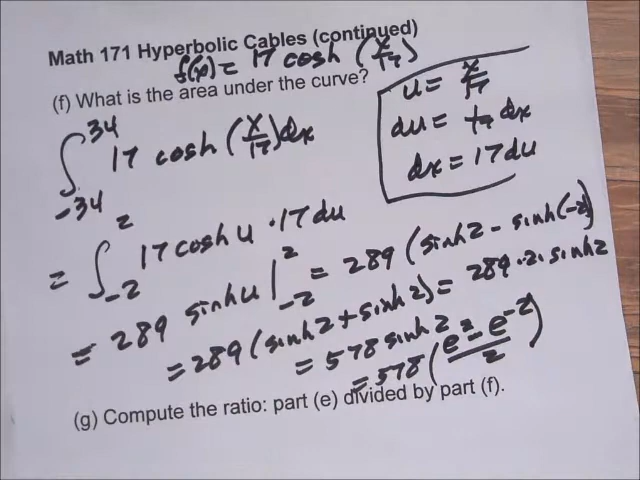 Math 171 Hyperbolic Cables (continued)
f(x) = 17 cosh (x/17)
(f) What is the area under the curve?
u = x/17
du = 1/17 dx
dx = 17 du
∫_{-34}^{34} 17 cosh (x/17) dx
= ∫_{-2}^{2} 17 cosh u · 17 du
= 289 sinh u |_{-2}^{2} = 289 (sinh 2 - sinh(-2))
= 289 (sinh 2 + sinh 2) = 289 · 2 · sinh 2
= 578 sinh 2
= 578 (e^2 - e^{-2} / 2)
(g) Compute the ratio: part (e) divided by part (f).